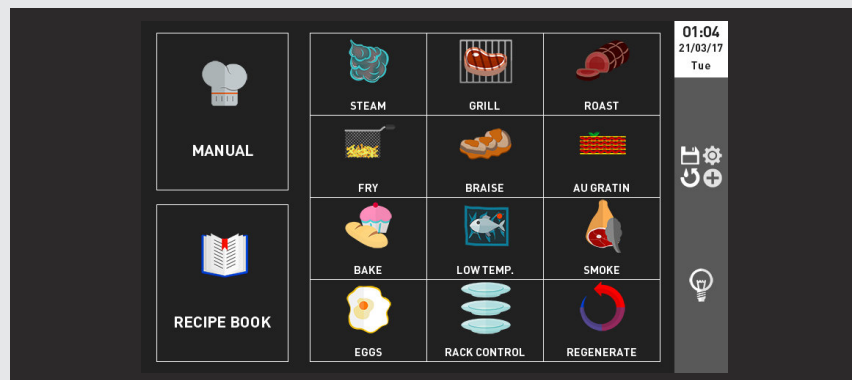 MANUAL
RECIPE BOOK
STEAM
GRILL
ROAST
FRY
BRAISE
AU GRATIN
BAKE
LOW TEMP.
SMOKE
EGGS
RACK CONTROL
REGENERATE
01:04
21/03/17
Tue